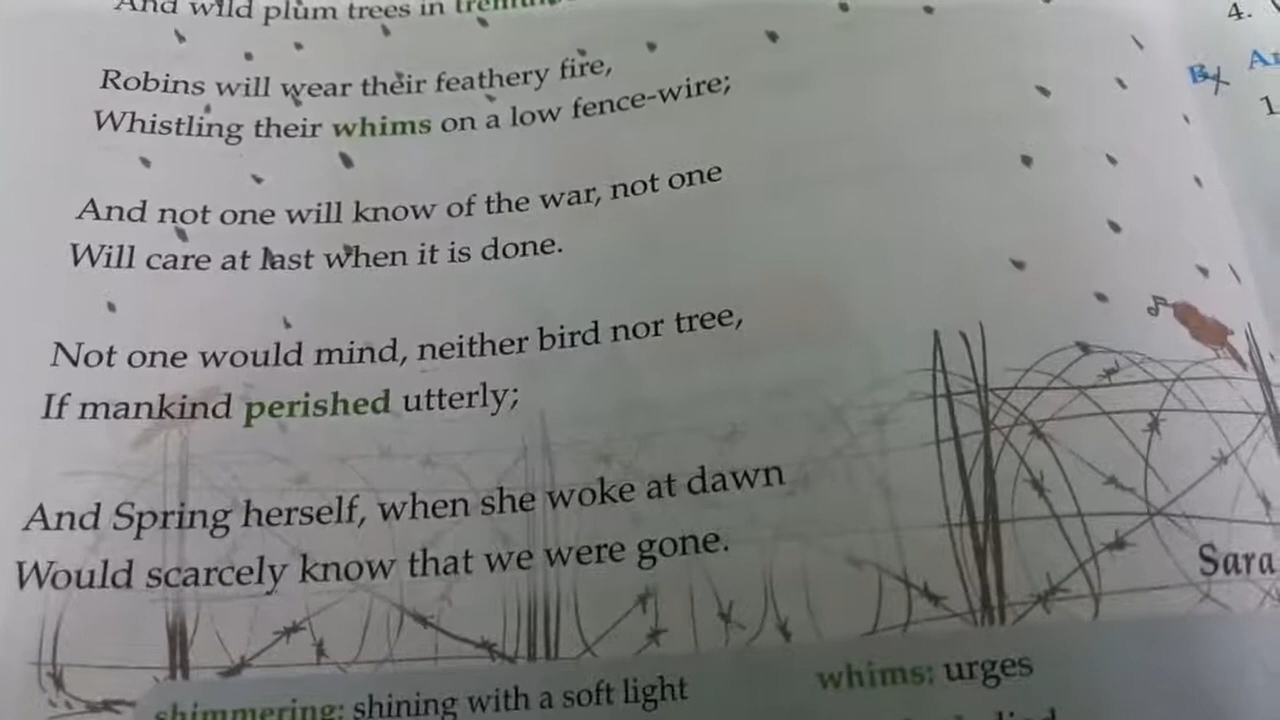 And wild plum trees in
Robins will wear their feathery fire,
Whistling their whims on a low fence-wire;
And not one will know of the war, not one
Will care at last when it is done.
Not one would mind, neither bird nor tree,
If mankind perished utterly;
And Spring herself, when she woke at dawn
Would scarcely know that we were gone.
Sara
shimmering: shining with a soft light
whims: urges
4.
B
1